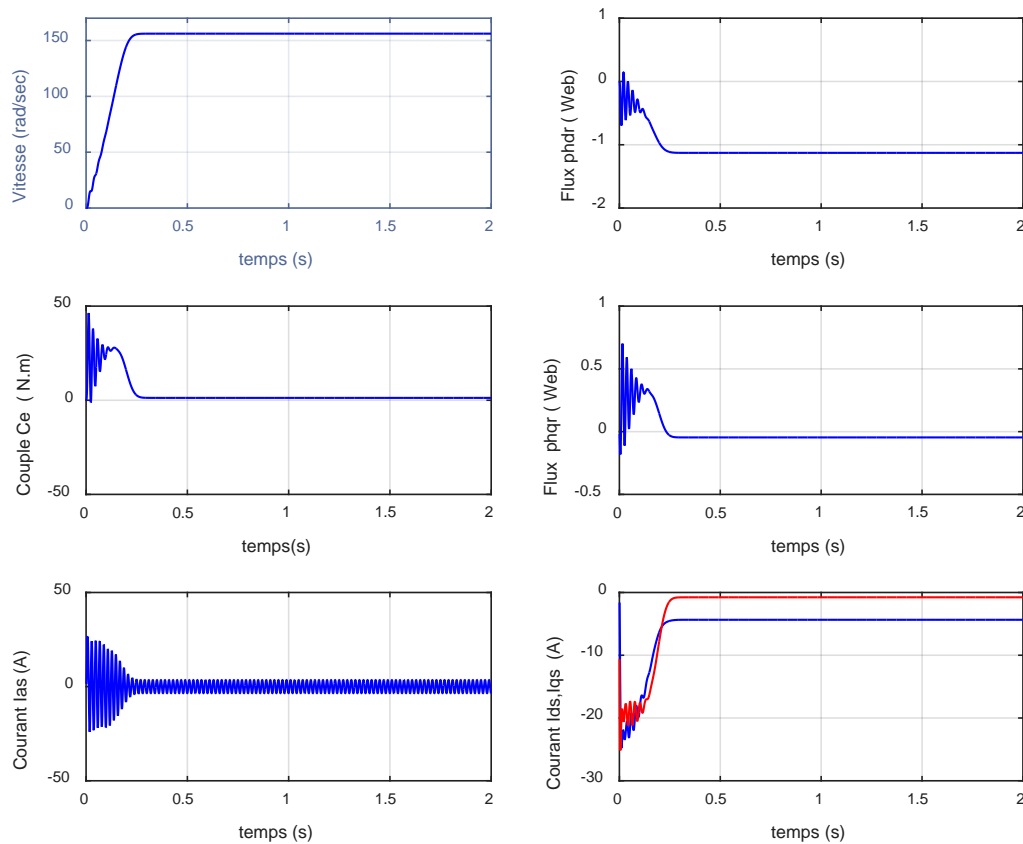 150
100
50
0
Vitesse (rad/sec)
0 0.5 1 1.5 2
temps (s)
1
0
-1
-2
Flux phdr ( Web)
0 0.5 1 1.5 2
temps (s)
50
0
-50
Couple Ce ( N.m)
0 0.5 1 1.5 2
temps(s)
1
0.5
0
-0.5
Flux phqr ( Web)
0 0.5 1 1.5 2
temps (s)
50
0
-50
Courant Ias (A)
0 0.5 1 1.5 2
temps (s)
0
-10
-20
-30
Courant Ids,Iqs (A)
0 0.5 1 1.5 2
temps (s)